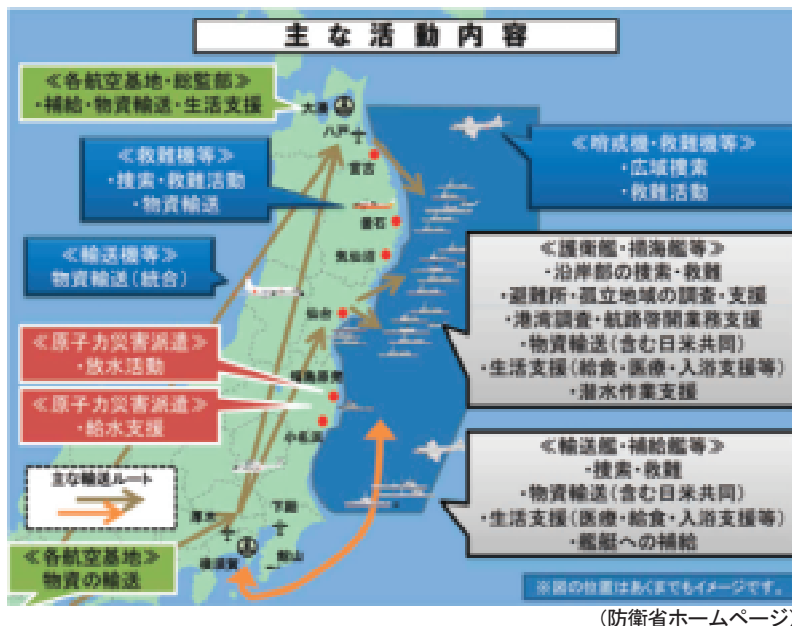 主な活動内容
≪各航空基地・総監部≫
・補給・物資輸送・生活支援
大湊
八戸
≪救難機等≫
・捜索・救難活動
・物資輸送
宮古
≪哨戒機・救難機等≫
・広域捜索
・救難活動
釜石
気仙沼
≪輸送機等≫
物資輸送(統合)
仙台
≪護衛艦・掃海艦等≫
・沿岸部の捜索・救難
・避難所・孤立地域の調査・支援
・港湾調査・航路啓開業務支援
・物資輸送(含む日米共同)
・生活支援(給食・医療・入浴支援等)
・潜水作業支援
≪原子力災害派遣≫
・放水活動
福島原発
≪原子力災害派遣≫
・給水支援
小名浜
主な輸送ルート
≪輸送艦・補給艦等≫
・捜索・救難
・物資輸送(含む日米共同)
・生活支援(医療・給食・入浴支援等)
・艦艇への補給
厚木
下総
横須賀
館山
≪各航空基地≫
物資の輸送
※図の位置はあくまでもイメージです。
(防衛省ホームページ)